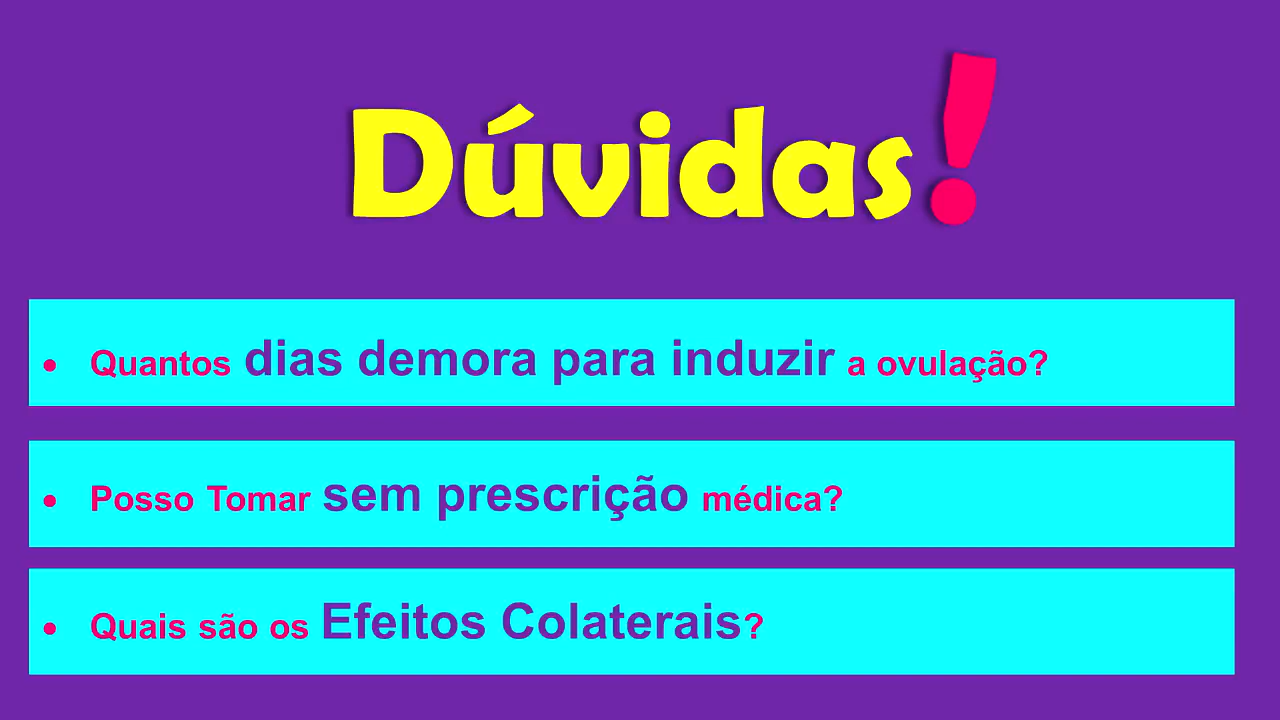 Dúvidas!
• Quantos dias demora para induzir a ovulação?
• Posso Tomar sem prescrição médica?
• Quais são os Efeitos Colaterais?